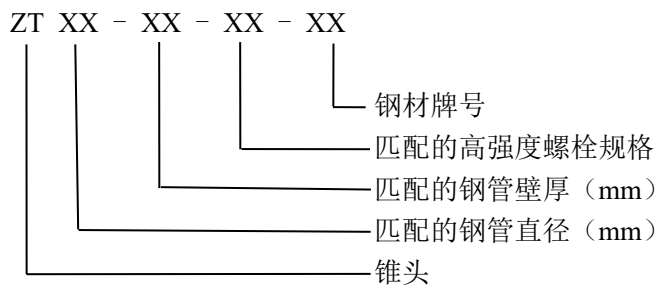 ZT XX - XX - XX - XX
钢材牌号
匹配的高强度螺栓规格
匹配的钢管壁厚（mm）
匹配的钢管直径（mm）
锥头